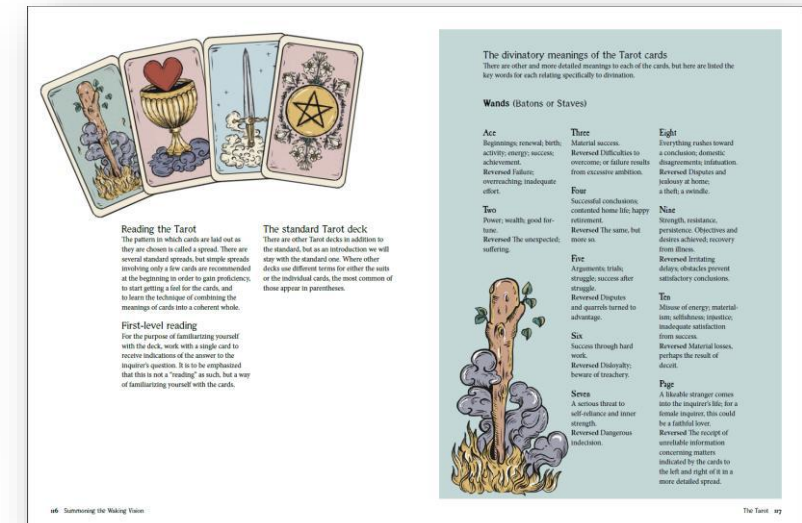 Reading the Tarot
The pattern in which cards are laid out as
they are chosen is called a spread. There are
several standard spreads, but simple spreads
involving only a few cards are recommended
at the beginning in order to gain proficiency,
to start getting a feel for the cards, and
to learn the technique of combining the
meanings of cards into a coherent whole.
First-level reading
For the purpose of familiarizing yourself
with the deck, work with a single card to
receive indications of the answer to the
inquirer's question. It is to be emphasized
that this is not a "reading" as such, but a way
of familiarizing yourself with the cards.
The standard Tarot deck
There are other Tarot decks in addition to
the standard, but as an introduction we will
stay with the standard one. Where other
decks use different terms for either the suits
or the individual cards, the most common of
those appear in parentheses.
116 Summoning the Waking Vision
The divinatory meanings of the Tarot cards
There are other and more detailed meanings to each of the cards, but here are listed the
key words for each relating specifically to divination.
Wands (Batons or Staves)
Ace
Beginnings; renewal; birth;
activity; energy; success;
achievement.
Reversed Failure;
overreaching; inadequate
effort.
Two
Power; wealth; good for-
tune.
Reversed The unexpected;
suffering.
Three
Material success.
Reversed Difficulties to
overcome; or failure results
from excessive ambition.
Four
Successful conclusions;
contented home life; happy
retirement.
Reversed The same, but
more so.
Five
Arguments; trials;
struggle, success after
struggle.
Reversed Disputes
and quarrels turned to
advantage.
Six
Success through hard
work.
Reversed Disloyalty;
beware of treachery.
Seven
A serious threat to
self-reliance and inner
strength.
Reversed Dangerous
indecision.
Eight
Everything rushes toward
a conclusion; domestic
disagreements; infatuation.
Reversed Disputes and
jealousy at home;
a theft; a swindle.
Nine
Strength, resistance,
persistence. Objectives and
desires achieved; recovery
from illness.
Reversed Irritating
delays, obstacles prevent
satisfactory conclusions.
Ten
Misuse of energy; material-
ism; selfishness; injustice;
inadequate satisfaction
from success.
Reversed Material losses,
perhaps the result of
deceit.
Page
A likeable stranger comes
into the inquirer's life; for a
female inquirer, this could
be a faithful lover.
Reversed The receipt of
unreliable information
concerning matters
indicated by the cards to
the left and right of it in a
more detailed spread.
The Tarot 117